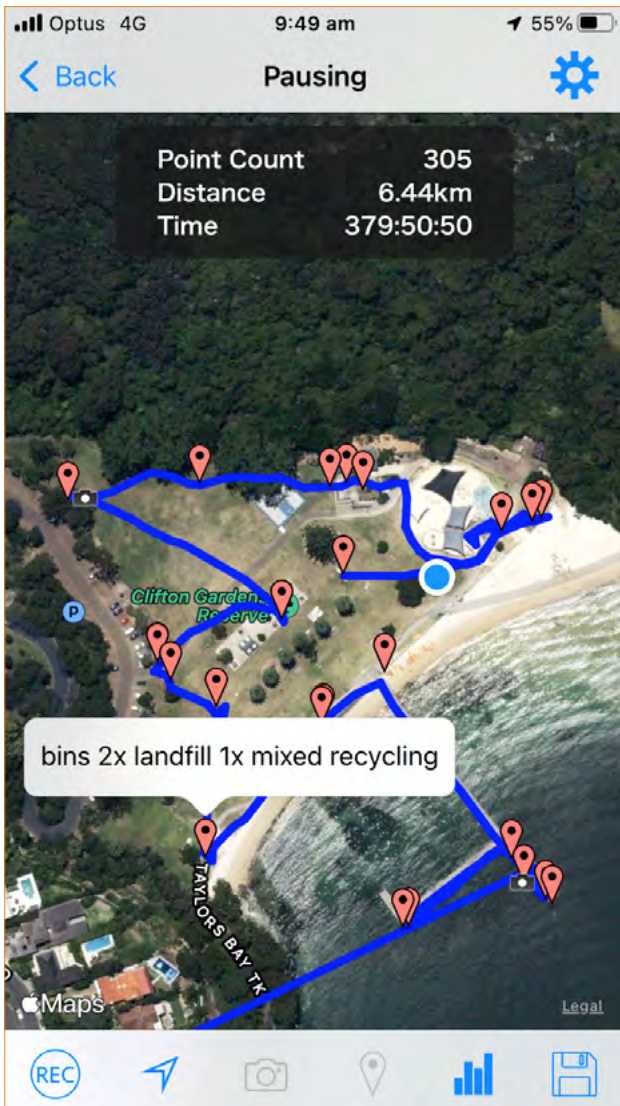 Optus 4G 9:49 am 55%
Back Pausing
Point Count 305
Distance 6.44km
Time 379:50:50
Clifton Gardens
Reserve
P
bins 2x landfill 1x mixed recycling
TAYLORS BAY TK
Maps Legal
REC